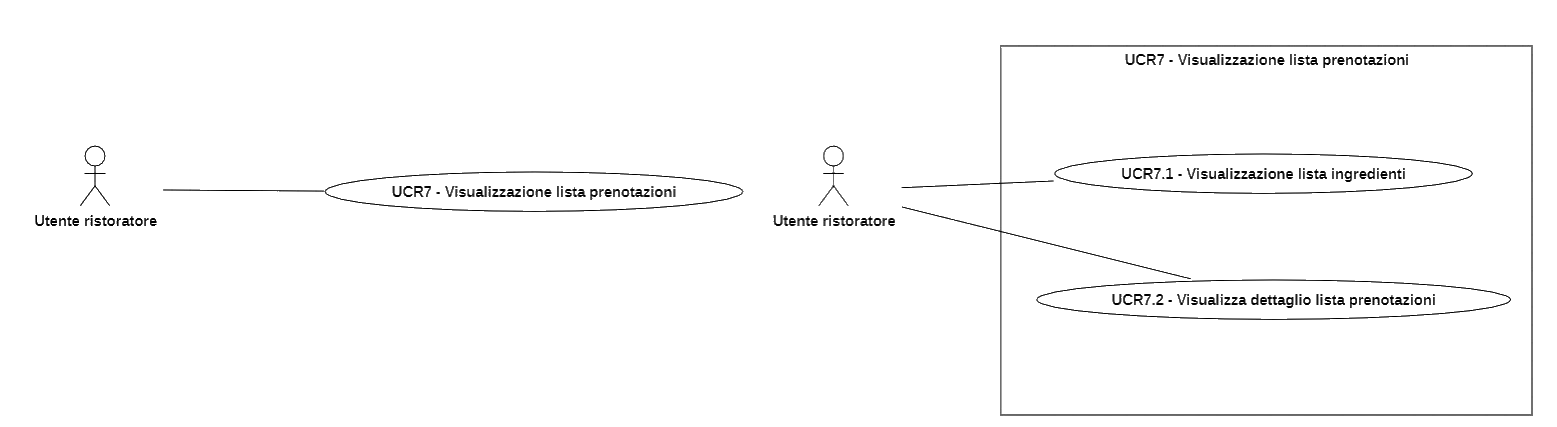 UCR7 - Visualizzazione lista prenotazioni
Utente ristoratore
UCR7 - Visualizzazione lista prenotazioni
Utente ristoratore
UCR7.1 - Visualizzazione lista ingredienti
UCR7.2 - Visualizza dettaglio lista prenotazioni